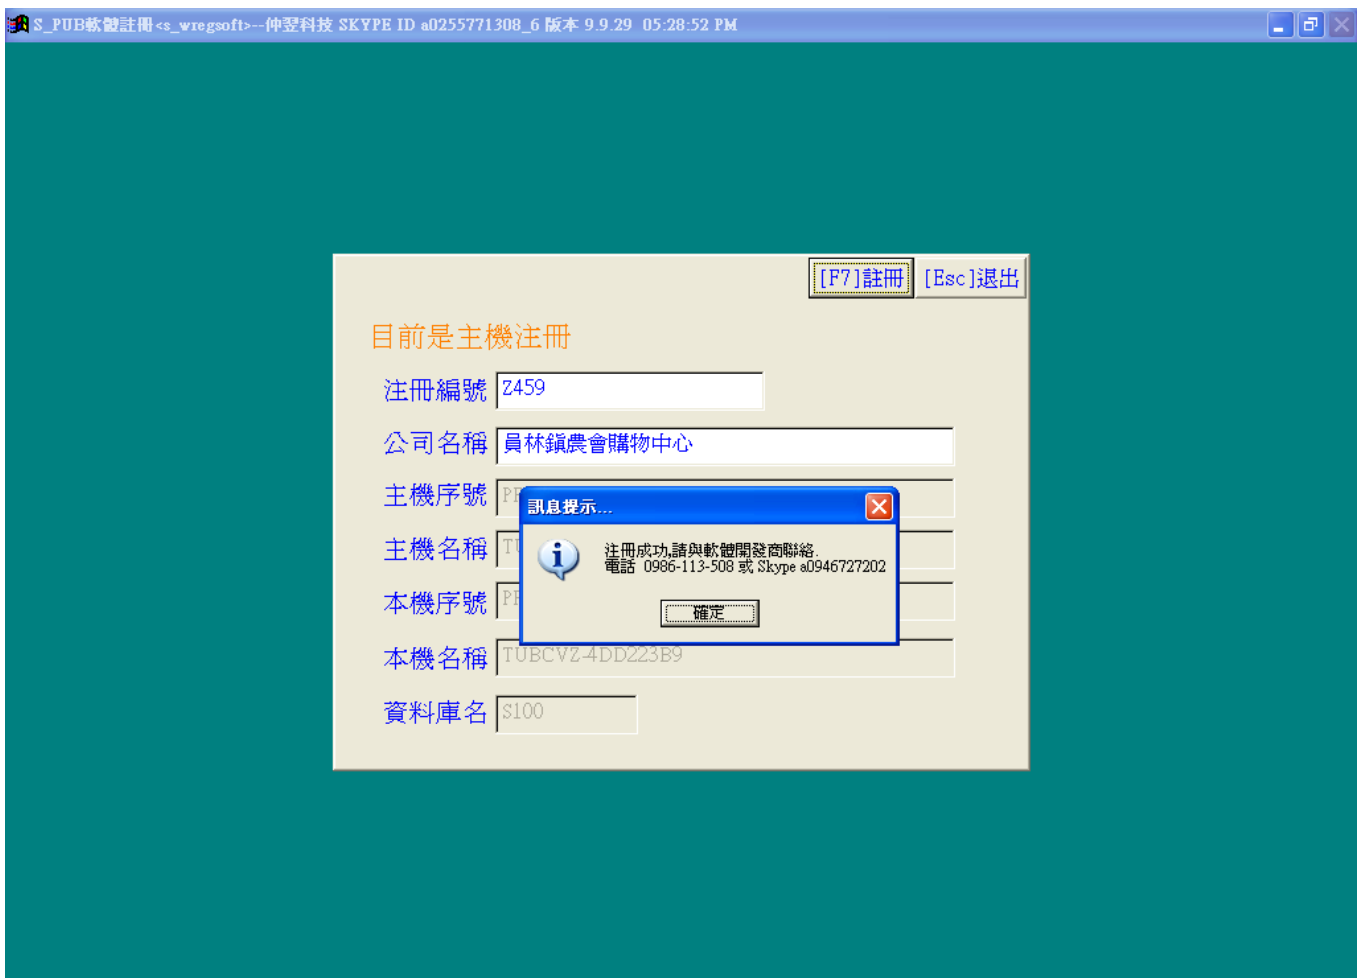 S_PUB軟體註冊<s_wregsoft>--仲翌科技 SKYPE ID a0255771308_6 版本 9.9.29 05:28:52 PM
[F7]註冊 [Esc]退出
目前是主機注冊
注冊編號 Z459
公司名稱 員林鎮農會購物中心
主機序號
訊息提示...
主機名稱
注冊成功,請與軟體開發商聯絡.
電話 0986-113-508 或 Skype a0946727202
本機序號
確定
本機名稱 TUBCVZ-4DD223B9
資料庫名 S100